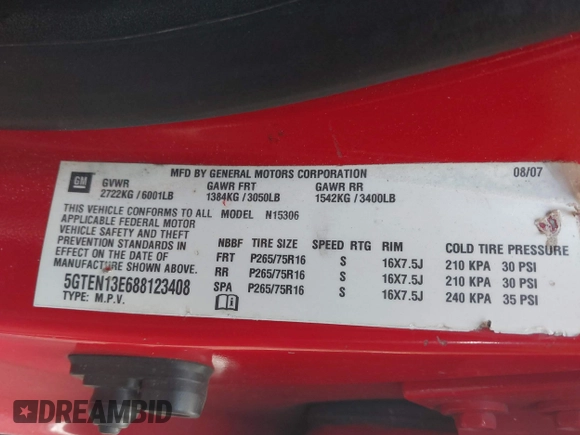 MFD BY GENERAL MOTORS CORPORATION 08/07
GM GVWR GAWR FRT GAWR RR
2722KG / 6001LB 1384KG / 3050LB 1542KG / 3400LB
THIS VEHICLE CONFORMS TO ALL MODEL N15306
APPLICABLE FEDERAL MOTOR
VEHICLE SAFETY AND THEFT
PREVENTION STANDARDS IN
EFFECT ON THE DATE OF
MANUFACTURE SHOWN ABOVE.
5GTEN13E688123408
TYPE: M.P.V.
NBBF TIRE SIZE SPEED RTG RIM COLD TIRE PRESSURE
FRT P265/75R16 S 16X7.5J 210 KPA 30 PSI
RR P265/75R16 S 16X7.5J 210 KPA 30 PSI
SPA P265/75R16 S 16X7.5J 240 KPA 35 PSI
DREAMBID